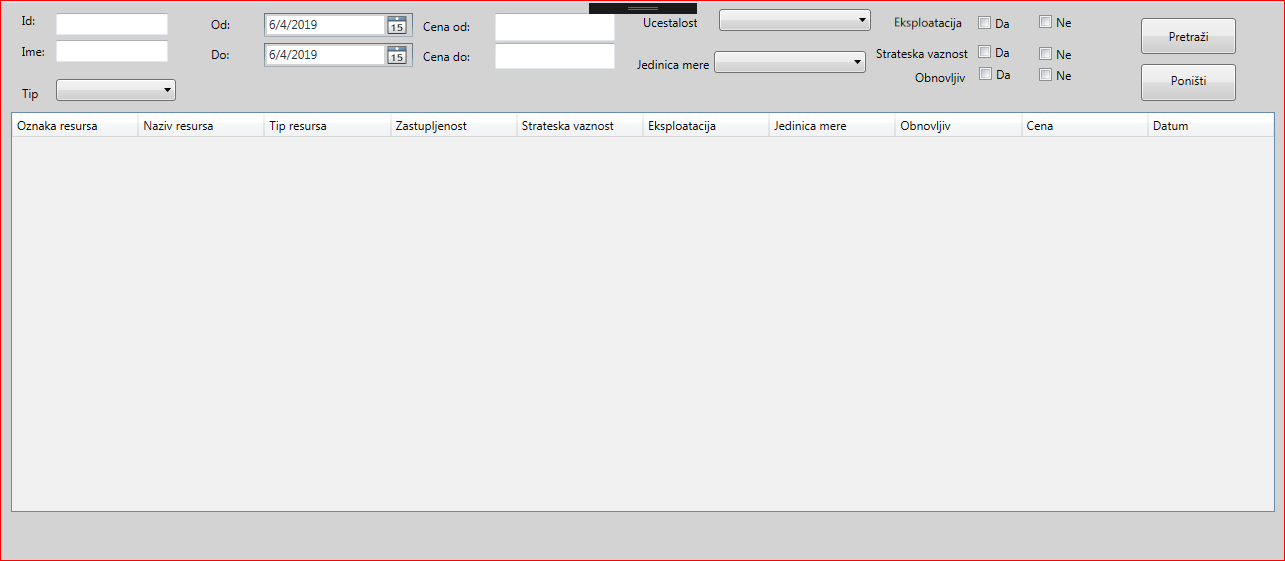 Id:
Ime:
Tip
Od: 6/4/2019 15
Do: 6/4/2019 15
Cena od:
Cena do:
Ucestalost
Jedinica mere
Eksploatacija Da Ne
Strateska vaznost Da Ne
Obnovljiv Da Ne
Pretraži
Poništi
Oznaka resursa Naziv resursa Tip resursa Zastupljenost Strateska vaznost Eksploatacija Jedinica mere Obnovljiv Cena Datum